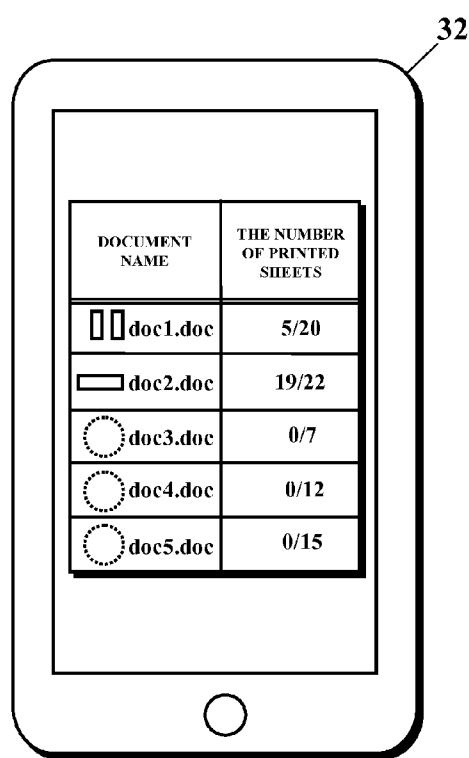 32
DOCUMENT
NAME
THE NUMBER
OF PRINTED
SHEETS
doc1.doc 5/20
doc2.doc 19/22
doc3.doc 0/7
doc4.doc 0/12
doc5.doc 0/15